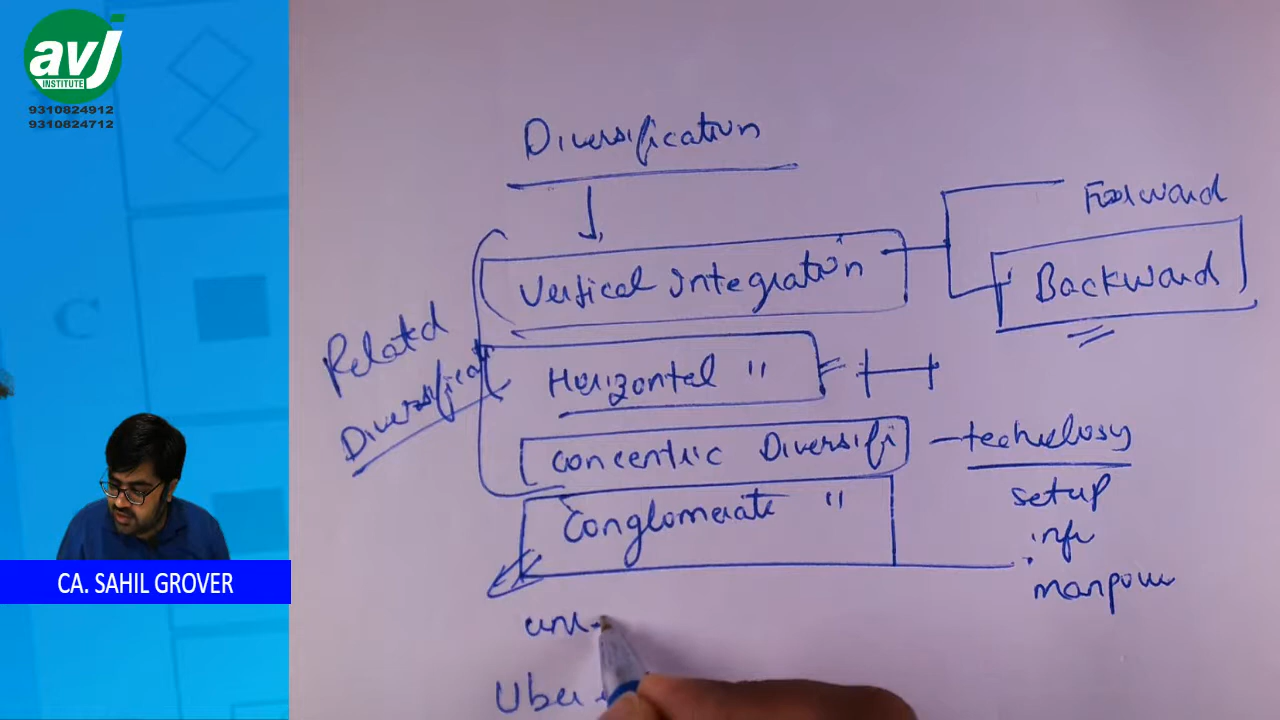 avj
INSTITUTE
9310824912
9310824712
Diversification
Forward
Vertical Integration
Backward
Related
Diversificat
Horizontal "
Concentric Diversifi
technology
setup
Conglomerate "
infr
manpow
Uber
CA. SAHIL GROVER